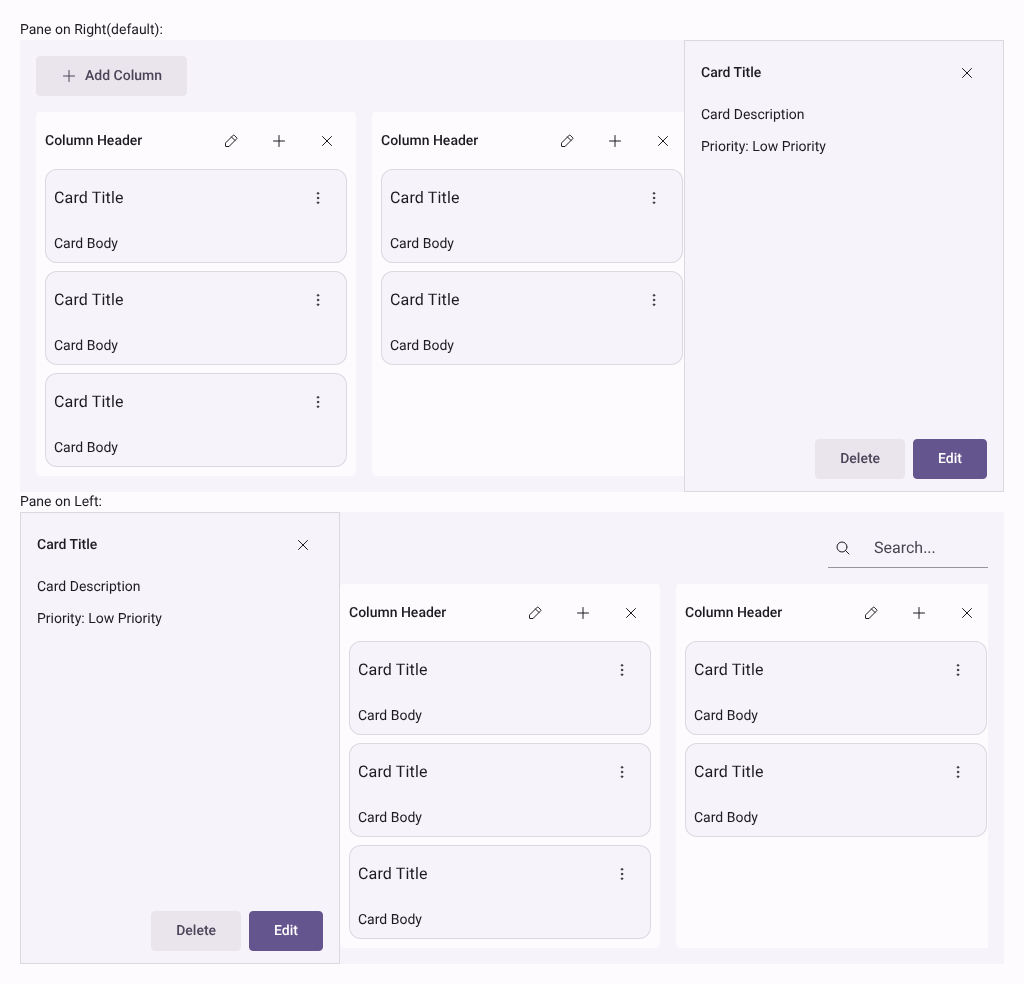 Pane on Right(default):
Add Column
Column Header
Card Title
Card Body
Card Title
Card Body
Card Title
Card Body
Column Header
Card Title
Card Body
Card Title
Card Body
Card Title
Card Description
Priority: Low Priority
Delete
Edit
Pane on Left:
Card Title
Card Description
Priority: Low Priority
Delete
Edit
Search...
Column Header
Card Title
Card Body
Card Title
Card Body
Card Title
Card Body
Column Header
Card Title
Card Body
Card Title
Card Body